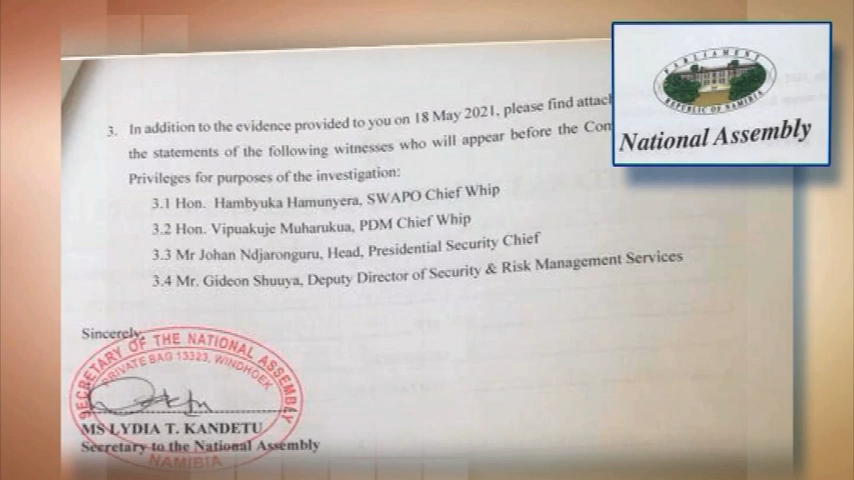 3. In addition to the evidence provided to you on 18 May 2021, please find attach
the statements of the following witnesses who will appear before the Com
Privileges for purposes of the investigation:
3.1 Hon. Hambyuka Hamunyera, SWAPO Chief Whip
3.2 Hon. Vipuakuje Muharukua, PDM Chief Whip
3.3 Mr Johan Ndjaronguru, Head, Presidential Security Chief
3.4 Mr. Gideon Shuuya, Deputy Director of Security & Risk Management Services
Sincerely,
SECRETARY OF THE NATIONAL ASSEMBLY
PRIVATE BAG 13323, WINDHOEK
MS LYDIA T. KANDETU
Secretary to the National Assembly
NAMIBIA
PARLIAMENT
REPUBLIC OF NAMIBIA
National Assembly